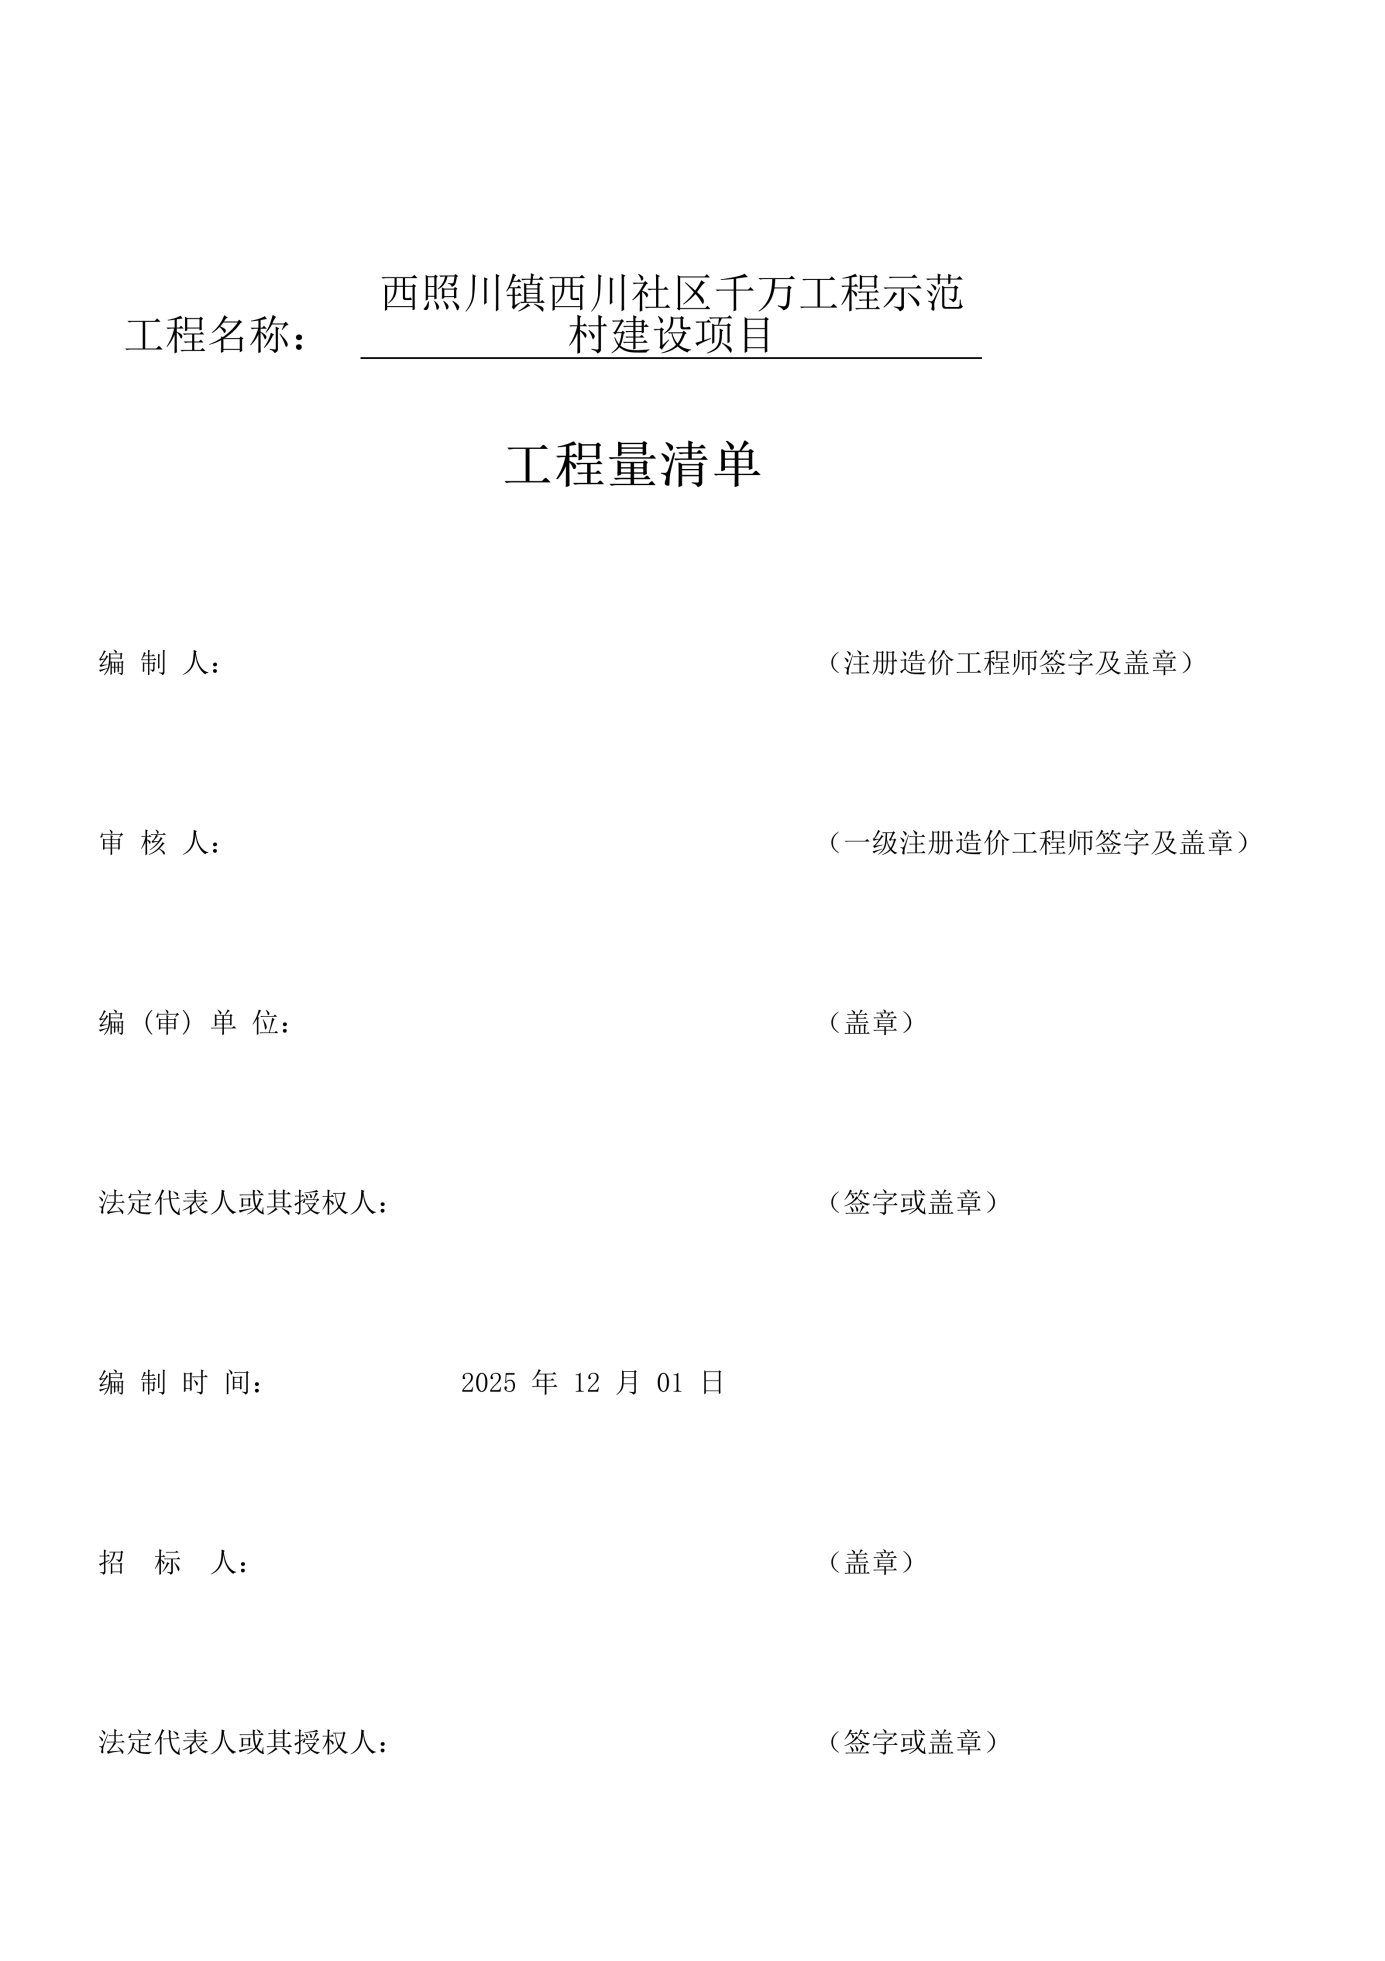 西照川镇西川社区千万工程示范
工程名称： 村建设项目
工程量清单
编 制 人： （注册造价工程师签字及盖章）
审 核 人： （一级注册造价工程师签字及盖章）
编 (审) 单 位： （盖章）
法定代表人或其授权人： （签字或盖章）
编 制 时 间： 2025 年 12 月 01 日
招 标 人： （盖章）
法定代表人或其授权人： （签字或盖章）